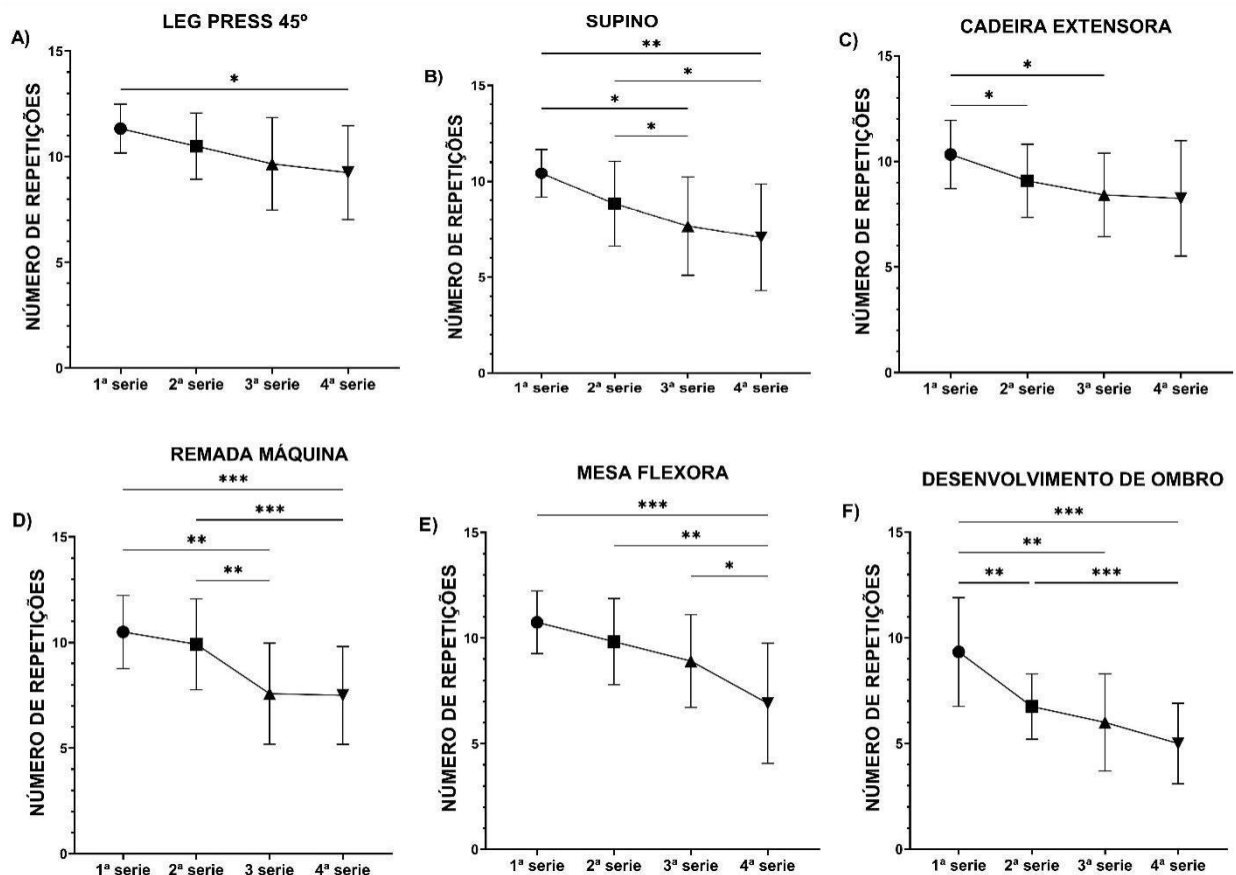 LEG PRESS 45º
A)
*
NÚMERO DE REPETIÇÕES
15
10
5
0
1ª serie 2ª serie 3ª serie 4ª serie
SUPINO
B)
**
*
*
*
NÚMERO DE REPETIÇÕES
15
10
5
0
1ª serie 2ª serie 3ª serie 4ª serie
CADEIRA EXTENSORA
C)
*
*
NÚMERO DE REPETIÇÕES
15
10
5
0
1ª serie 2ª serie 3ª serie 4ª serie
REMADA MÁQUINA
D)
***
***
**
**
NÚMERO DE REPETIÇÕES
15
10
5
0
1ª serie 2ª serie 3 serie 4ª serie
MESA FLEXORA
E)
***
**
*
NÚMERO DE REPETIÇÕES
15
10
5
0
1ª serie 2ª serie 3ª serie 4ª serie
DESENVOLVIMENTO DE OMBRO
F)
***
**
** ***
NÚMERO DE REPETIÇÕES
15
10
5
0
1ª serie 2ª serie 3ª serie 4ª serie